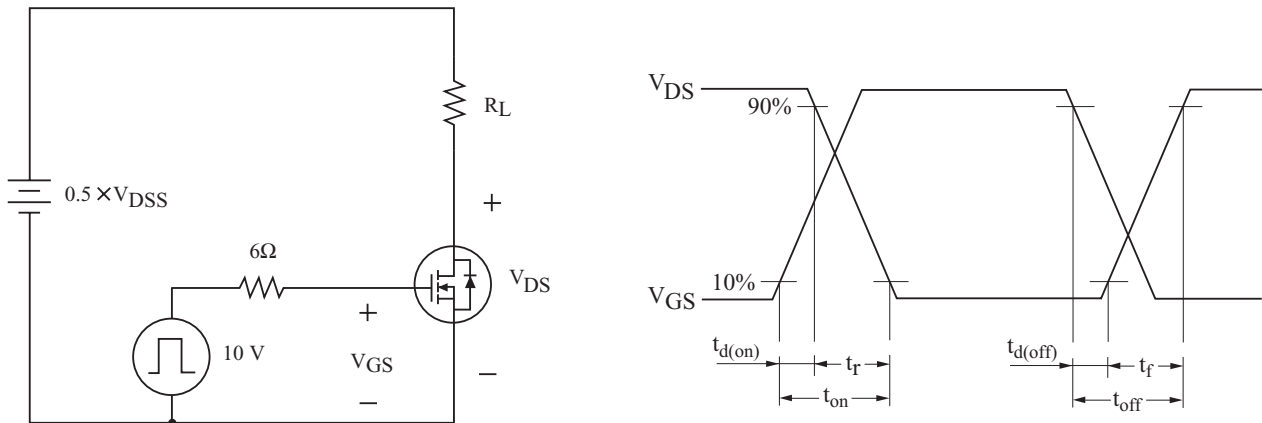 R_L
0.5 ×V_DSS
+
6Ω
V_DS
+
10 V
V_GS
−
−
V_DS
90%
10%
V_GS
t_d(on)
t_r
t_on
t_d(off)
t_f
t_off